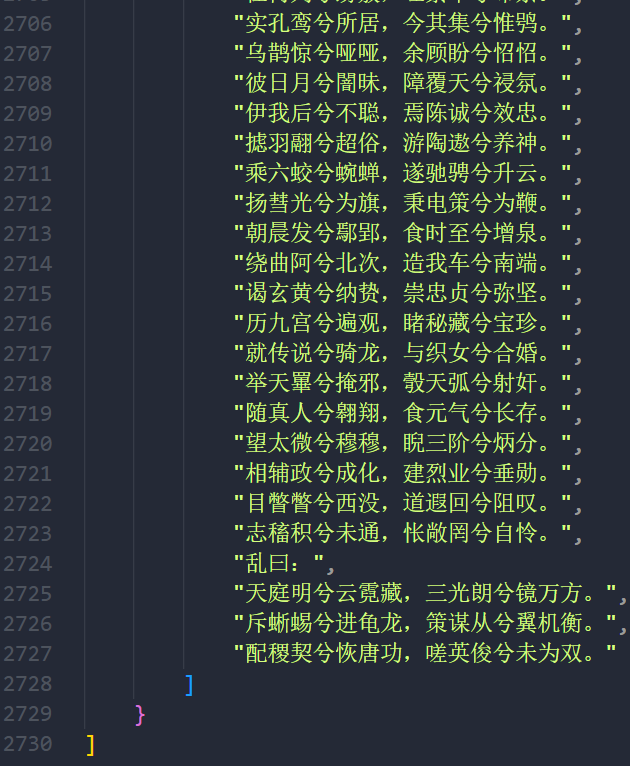 2706 "实孔鸾兮所居，今其集兮惟鸮。",
2707 "乌鹊惊兮哑哑，余顾盼兮怊怊。",
2708 "彼日月兮闇昧，障覆天兮祲氛。",
2709 "伊我后兮不聪，焉陈诚兮效忠。",
2710 "摅羽翮兮超俗，游陶遨兮养神。",
2711 "乘六蛟兮蜿蝉，遂驰骋兮升云。",
2712 "扬彗光兮为旗，秉电策兮为鞭。",
2713 "朝晨发兮鄢郢，食时至兮增泉。",
2714 "绕曲阿兮北次，造我车兮南端。",
2715 "谒玄黄兮纳贽，崇忠贞兮弥坚。",
2716 "历九宫兮遍观，睹秘藏兮宝珍。",
2717 "就传说兮骑龙，与织女兮合婚。",
2718 "举天罼兮掩邪，彀天弧兮射奸。",
2719 "随真人兮翱翔，食元气兮长存。",
2720 "望太微兮穆穆，睨三阶兮炳分。",
2721 "相辅政兮成化，建烈业兮垂勋。",
2722 "目瞥瞥兮西没，道遐回兮阻叹。",
2723 "志稸积兮未通，怅敞罔兮自怜。",
2724 "乱曰：",
2725 "天庭明兮云霓藏，三光朗兮镜万方。",
2726 "斥蜥蜴兮进龟龙，策谋从兮翼机衡。",
2727 "配稷契兮恢唐功，嗟英俊兮未为双。"
2728 ]
2729 }
2730 ]